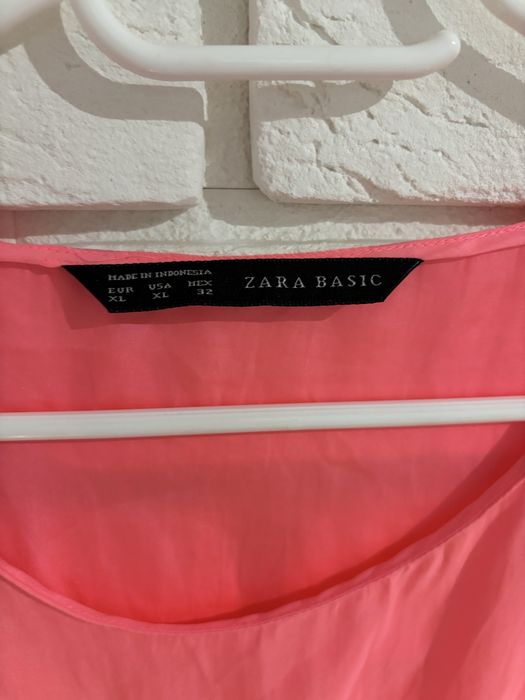 MADE IN INDONESIA
EUR USA MEX
XL XL 32
ZARA BASIC